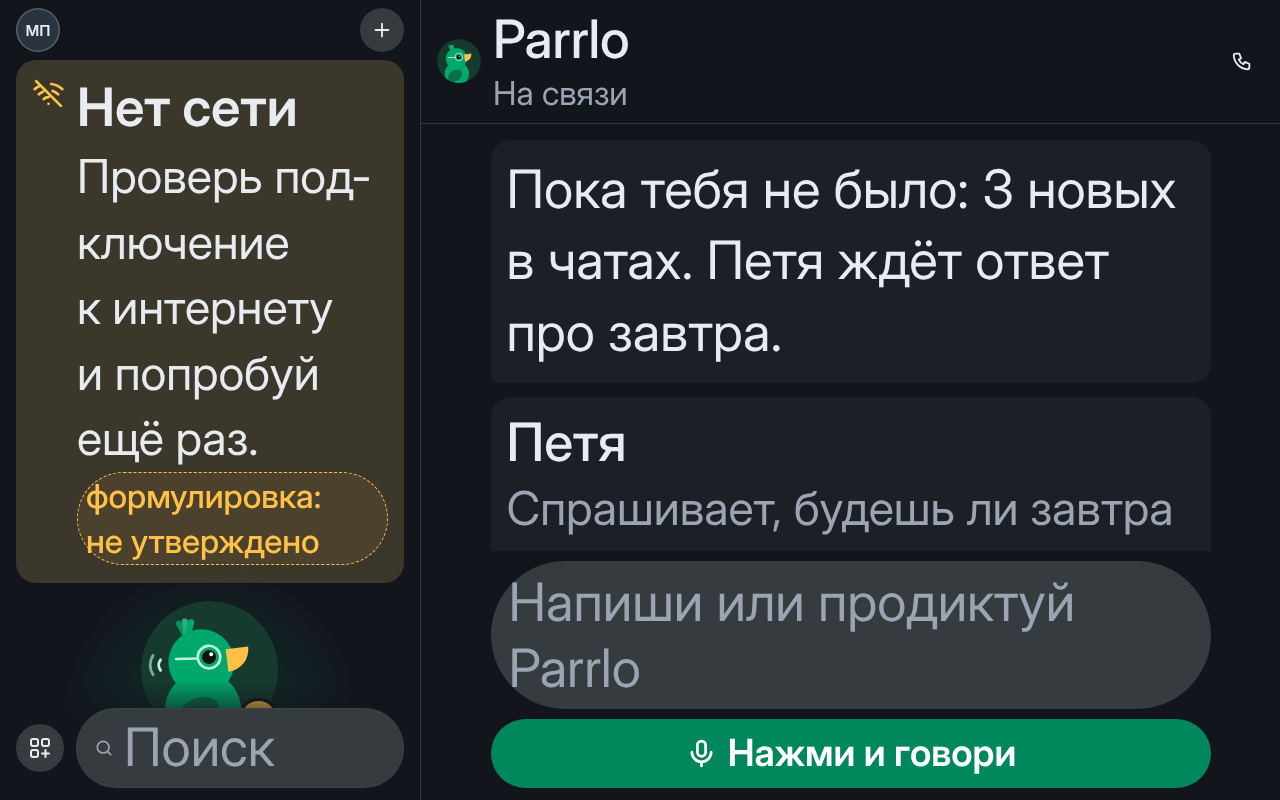 МП
Нет сети
Проверь под-
ключение
к интернету
и попробуй
ещё раз.
формулировка:
не утверждено
Поиск
Parrlo
На связи
Пока тебя не было: 3 новых
в чатах. Петя ждёт ответ
про завтра.
Петя
Спрашивает, будешь ли завтра
Напиши или продиктуй
Parrlo
Нажми и говори